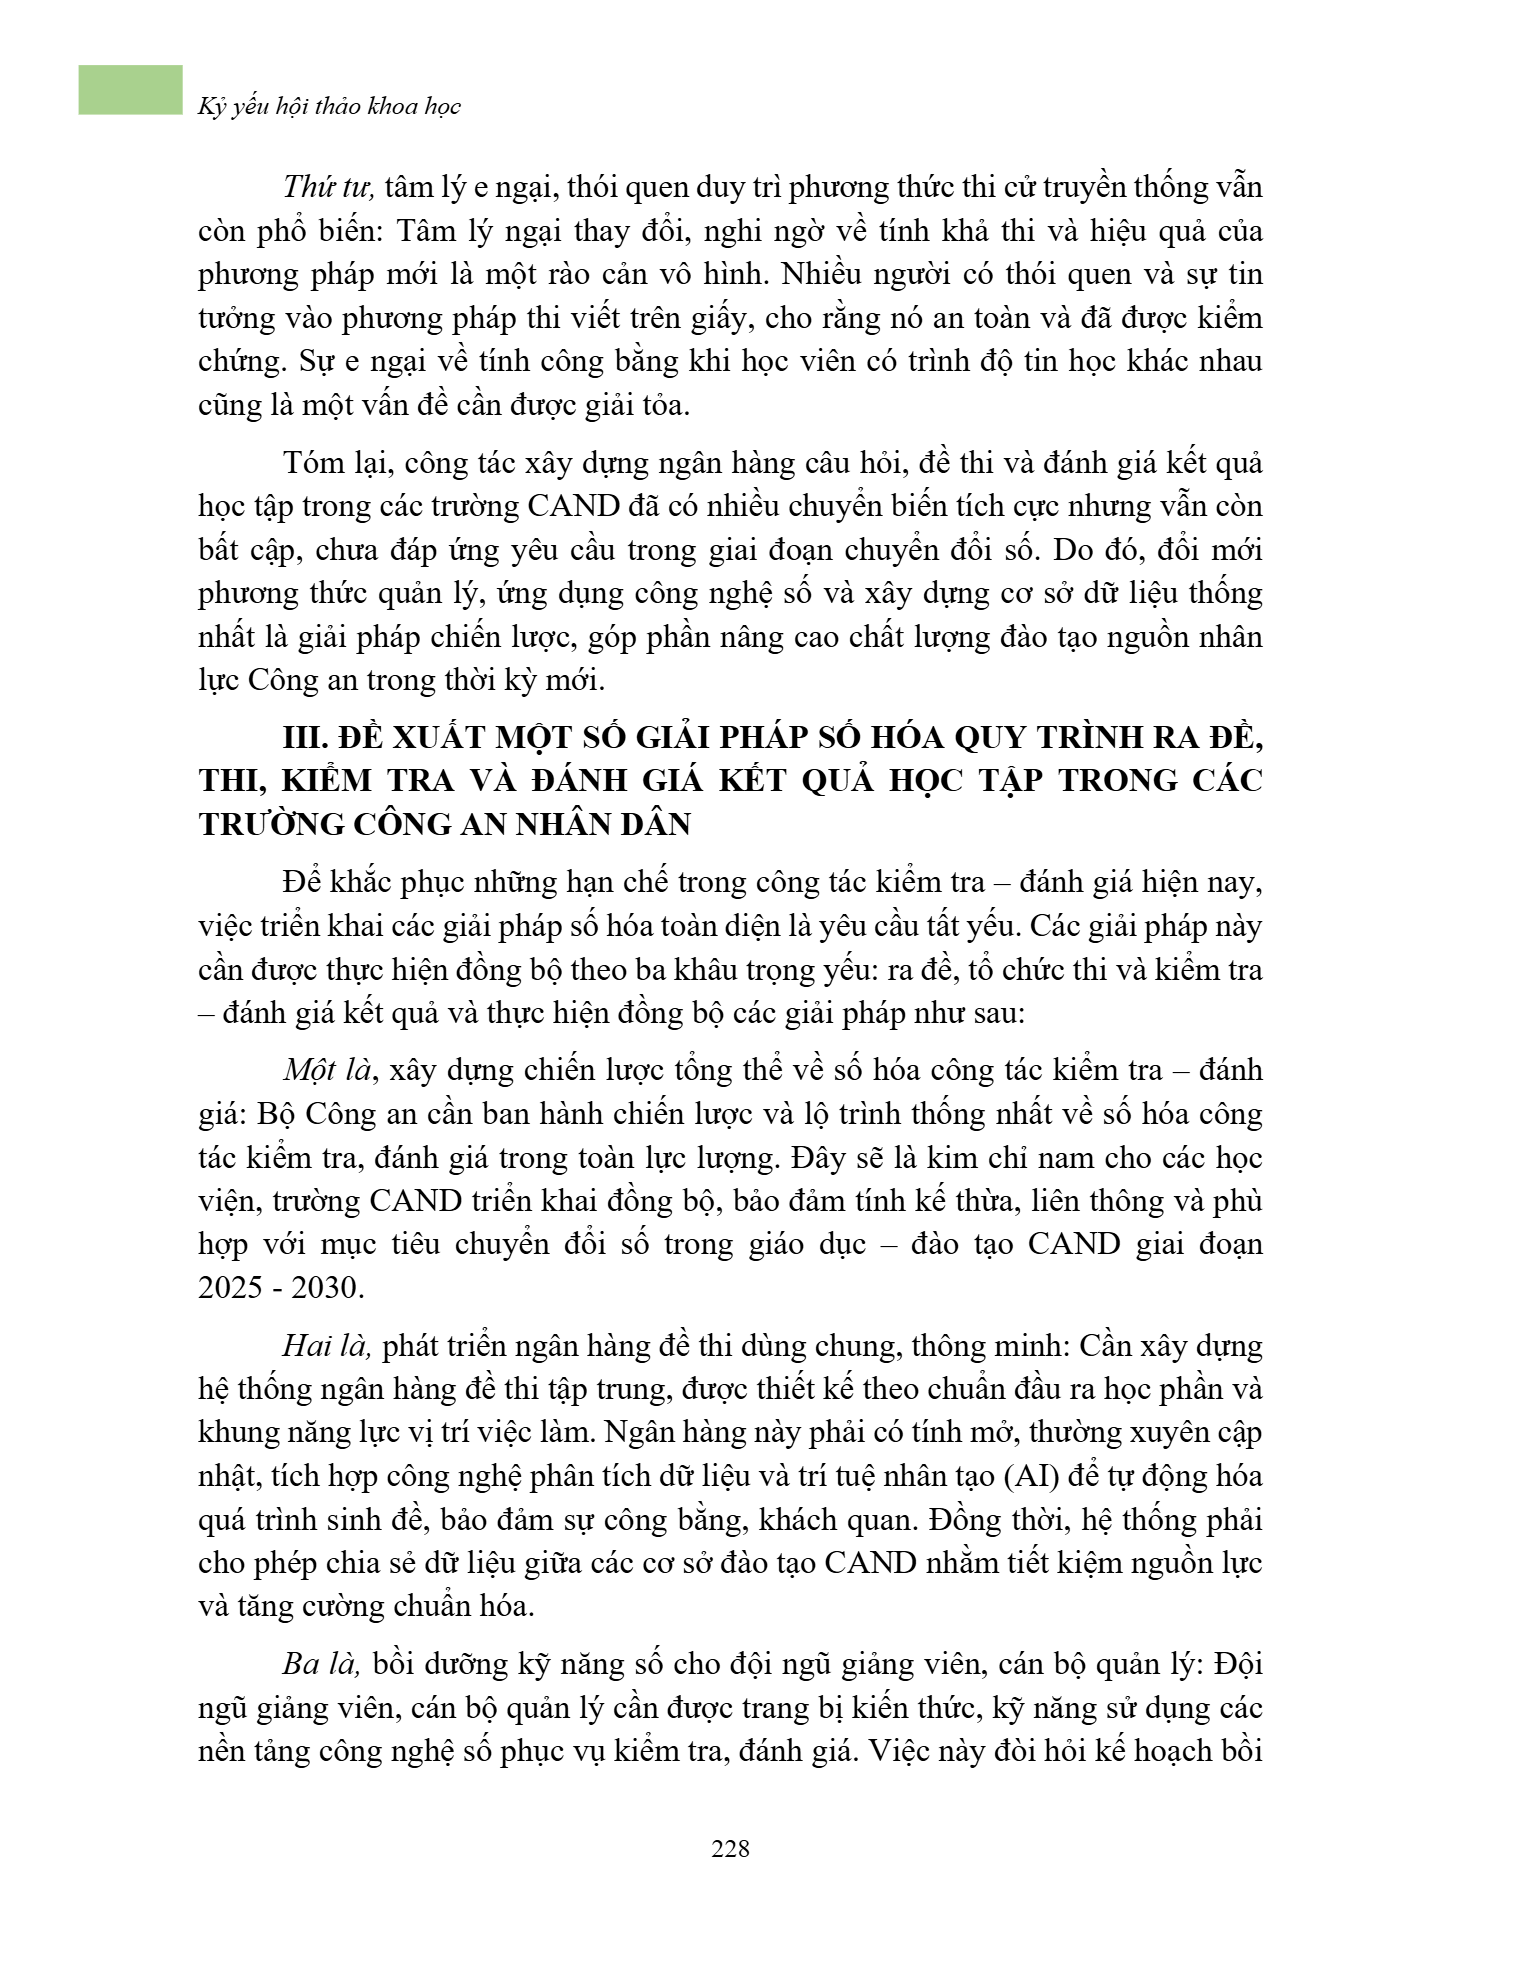 Kỷ yếu hội thảo khoa học
Thứ tư, tâm lý e ngại, thói quen duy trì phương thức thi cử truyền thống vẫn
còn phổ biến: Tâm lý ngại thay đổi, nghi ngờ về tính khả thi và hiệu quả của
phương pháp mới là một rào cản vô hình. Nhiều người có thói quen và sự tin
tưởng vào phương pháp thi viết trên giấy, cho rằng nó an toàn và đã được kiểm
chứng. Sự e ngại về tính công bằng khi học viên có trình độ tin học khác nhau
cũng là một vấn đề cần được giải tỏa.
Tóm lại, công tác xây dựng ngân hàng câu hỏi, đề thi và đánh giá kết quả
học tập trong các trường CAND đã có nhiều chuyển biến tích cực nhưng vẫn còn
bất cập, chưa đáp ứng yêu cầu trong giai đoạn chuyển đổi số. Do đó, đổi mới
phương thức quản lý, ứng dụng công nghệ số và xây dựng cơ sở dữ liệu thống
nhất là giải pháp chiến lược, góp phần nâng cao chất lượng đào tạo nguồn nhân
lực Công an trong thời kỳ mới.
III. ĐỀ XUẤT MỘT SỐ GIẢI PHÁP SỐ HÓA QUY TRÌNH RA ĐỀ,
THI, KIỂM TRA VÀ ĐÁNH GIÁ KẾT QUẢ HỌC TẬP TRONG CÁC
TRƯỜNG CÔNG AN NHÂN DÂN
Để khắc phục những hạn chế trong công tác kiểm tra – đánh giá hiện nay,
việc triển khai các giải pháp số hóa toàn diện là yêu cầu tất yếu. Các giải pháp này
cần được thực hiện đồng bộ theo ba khâu trọng yếu: ra đề, tổ chức thi và kiểm tra
– đánh giá kết quả và thực hiện đồng bộ các giải pháp như sau:
Một là, xây dựng chiến lược tổng thể về số hóa công tác kiểm tra – đánh
giá: Bộ Công an cần ban hành chiến lược và lộ trình thống nhất về số hóa công
tác kiểm tra, đánh giá trong toàn lực lượng. Đây sẽ là kim chỉ nam cho các học
viện, trường CAND triển khai đồng bộ, bảo đảm tính kế thừa, liên thông và phù
hợp với mục tiêu chuyển đổi số trong giáo dục – đào tạo CAND giai đoạn
2025 - 2030.
Hai là, phát triển ngân hàng đề thi dùng chung, thông minh: Cần xây dựng
hệ thống ngân hàng đề thi tập trung, được thiết kế theo chuẩn đầu ra học phần và
khung năng lực vị trí việc làm. Ngân hàng này phải có tính mở, thường xuyên cập
nhật, tích hợp công nghệ phân tích dữ liệu và trí tuệ nhân tạo (AI) để tự động hóa
quá trình sinh đề, bảo đảm sự công bằng, khách quan. Đồng thời, hệ thống phải
cho phép chia sẻ dữ liệu giữa các cơ sở đào tạo CAND nhằm tiết kiệm nguồn lực
và tăng cường chuẩn hóa.
Ba là, bồi dưỡng kỹ năng số cho đội ngũ giảng viên, cán bộ quản lý: Đội
ngũ giảng viên, cán bộ quản lý cần được trang bị kiến thức, kỹ năng sử dụng các
nền tảng công nghệ số phục vụ kiểm tra, đánh giá. Việc này đòi hỏi kế hoạch bồi
228